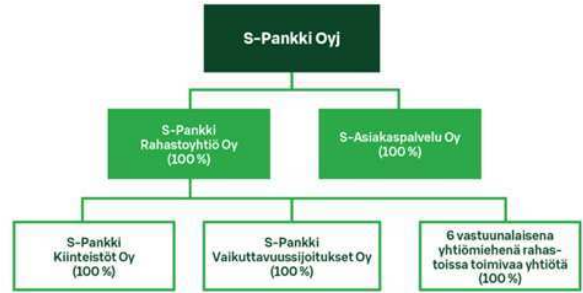 S-Pankki Oyj
S-Pankki
Rahastoyhtiö Oy
(100 %)
S-Asiakaspalvelu Oy
(100 %)
S-Pankki
Kiinteistöt Oy
(100 %)
S-Pankki
Vaikuttavuussijoitukset Oy
(100 %)
6 vastuunalaisena
yhtiömiehenä rahas-
toissa toimivaa yhtiötä
(100 %)